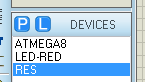 P L DEVICES
ATMEGA8
LED-RED
RES